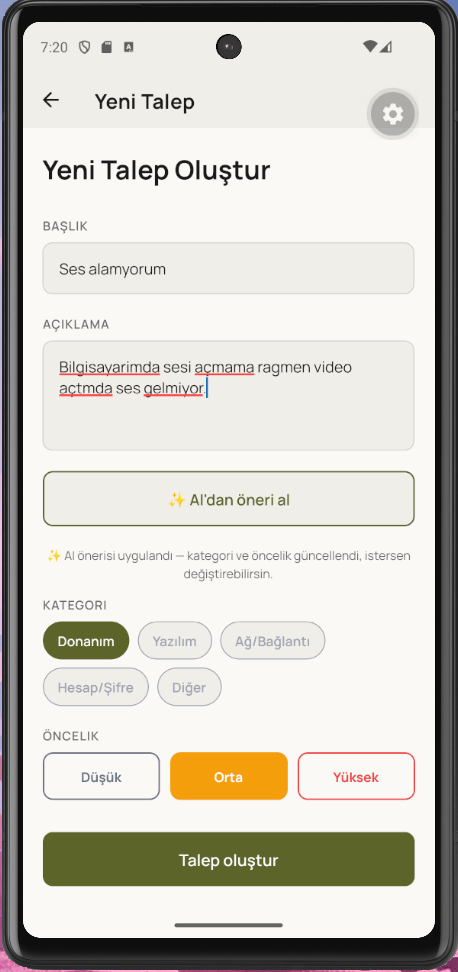 7:20
Yeni Talep
Yeni Talep Oluştur
BAŞLIK
Ses alamyorum
AÇIKLAMA
Bilgisayarimda sesi açmama ragmen video
açtmda ses gelmiyor.
✨ AI'dan öneri al
✨ AI önerisi uygulandı — kategori ve öncelik güncellendi, istersen
değiştirebilirsin.
KATEGORI
Donanım Yazılım Ağ/Bağlantı
Hesap/Şifre Diğer
ÖNCELIK
Düşük Orta Yüksek
Talep oluştur